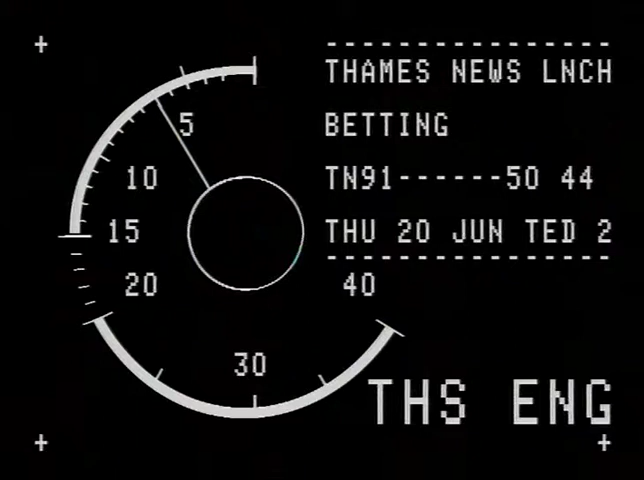 THAMES NEWS LNCH
BETTING
TN91------50 44
THU 20 JUN TED 2
5
10
15
20
30
40
THS ENG